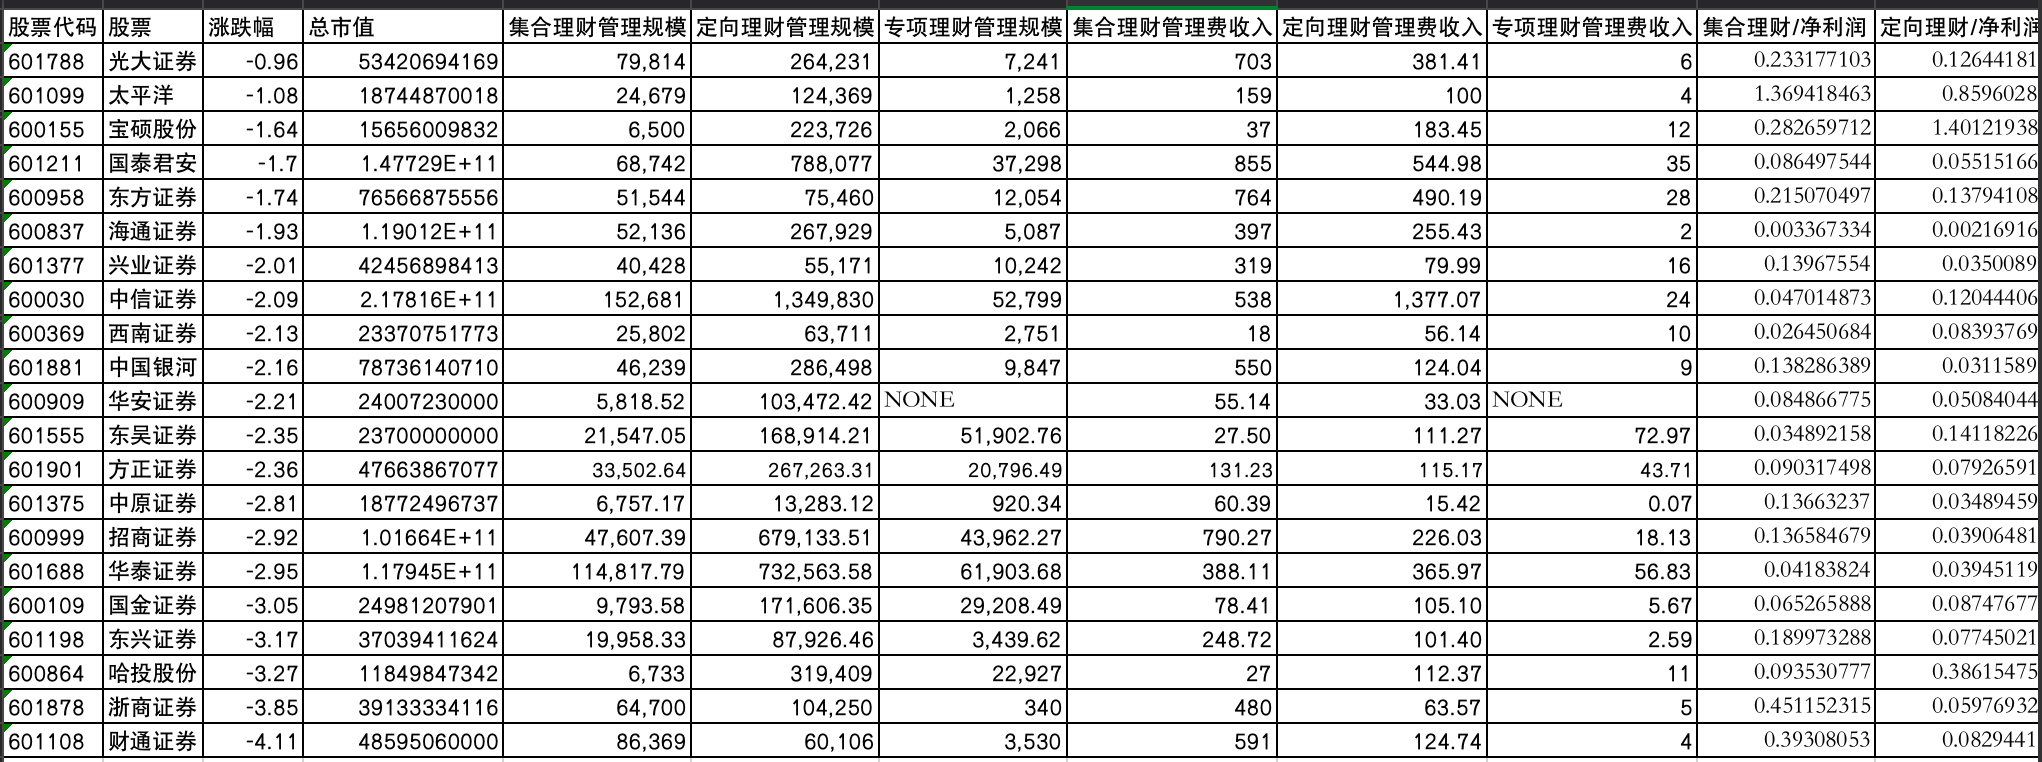 股票代码 股票 涨跌幅 总市值 集合理财管理规模 定向理财管理规模 专项理财管理规模 集合理财管理费收入 定向理财管理费收入 专项理财管理费收入 集合理财/净利润 定向理财/净利润
601788 光大证券 -0.96 53420694169 79,814 264,231 7,241 703 381.41 6 0.233177103 0.12644181
601099 太平洋 -1.08 18744870018 24,679 124,369 1,258 159 100 4 1.369418463 0.8596028
600155 宝硕股份 -1.64 15656009832 6,500 223,726 2,066 37 183.45 12 0.282659712 1.40121938
601211 国泰君安 -1.7 1.47729E+11 68,742 788,077 37,298 855 544.98 35 0.086497544 0.05515166
600958 东方证券 -1.74 76566875556 51,544 75,460 12,054 764 490.19 28 0.215070497 0.13794108
600837 海通证券 -1.93 1.19012E+11 52,136 267,929 5,087 397 255.43 2 0.003367334 0.00216916
601377 兴业证券 -2.01 42456898413 40,428 55,171 10,242 319 79.99 16 0.13967554 0.0350089
600030 中信证券 -2.09 2.17816E+11 152,681 1,349,830 52,799 538 1,377.07 24 0.047014873 0.12044406
600369 西南证券 -2.13 23370751773 25,802 63,711 2,751 18 56.14 10 0.026450684 0.08393769
601881 中国银河 -2.16 78736140710 46,239 286,498 9,847 550 124.04 9 0.138286389 0.0311589
600909 华安证券 -2.21 24007230000 5,818.52 103,472.42 NONE 55.14 33.03 NONE 0.084866775 0.05084044
601555 东吴证券 -2.35 23700000000 21,547.05 168,914.21 51,902.76 27.50 111.27 72.97 0.034892158 0.14118226
601901 方正证券 -2.36 47663867077 33,502.64 267,263.31 20,796.49 131.23 115.17 43.71 0.090317498 0.07926591
601375 中原证券 -2.81 18772496737 6,757.17 13,283.12 920.34 60.39 15.42 0.07 0.13663237 0.03489459
600999 招商证券 -2.92 1.01664E+11 47,607.39 679,133.51 43,962.27 790.27 226.03 18.13 0.136584679 0.03906481
601688 华泰证券 -2.95 1.17945E+11 114,817.79 732,563.58 61,903.68 388.11 365.97 56.83 0.04183824 0.03945119
600109 国金证券 -3.05 24981207901 9,793.58 171,606.35 29,208.49 78.41 105.10 5.67 0.065265888 0.08747677
601198 东兴证券 -3.17 37039411624 19,958.33 87,926.46 3,439.62 248.72 101.40 2.59 0.189973288 0.07745021
600864 哈投股份 -3.27 11849847342 6,733 319,409 22,927 27 112.37 11 0.093530777 0.38615475
601878 浙商证券 -3.85 39133334116 64,700 104,250 340 480 63.57 5 0.451152315 0.05976932
601108 财通证券 -4.11 48595060000 86,369 60,106 3,530 591 124.74 4 0.39308053 0.0829441